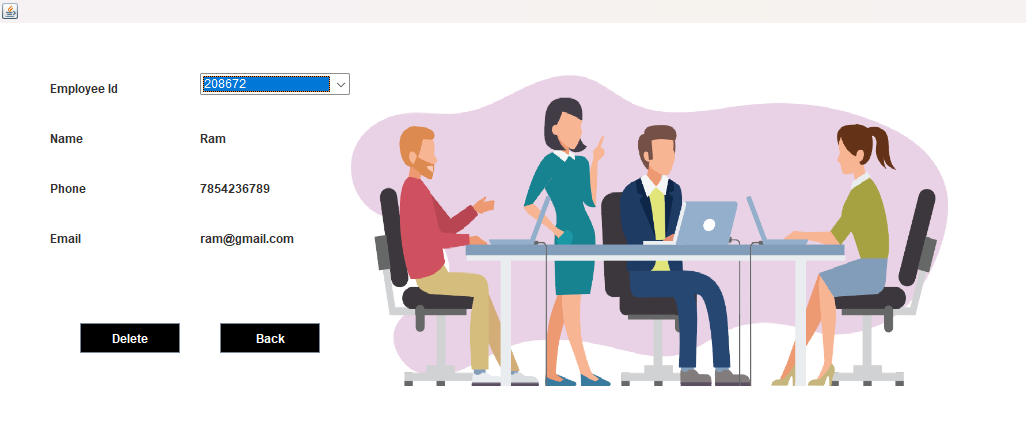 Employee Id 208672
Name Ram
Phone 7854236789
Email ram@gmail.com
Delete Back